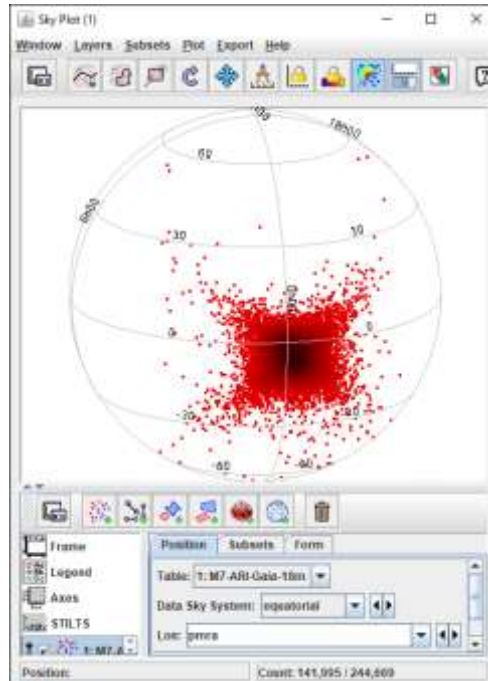 Sky Plot (1)
Window Layers Subsets Plot Export Help
18h00
60
30
30
0
0
-30
-60
Frame
Legend
Axes
STILTS
Position Subsets Form
Table: 1: M7-ARI-Gaia-18m
Data Sky System: equatorial
Lon: pmra
Position:
Count: 141,995 / 244,669